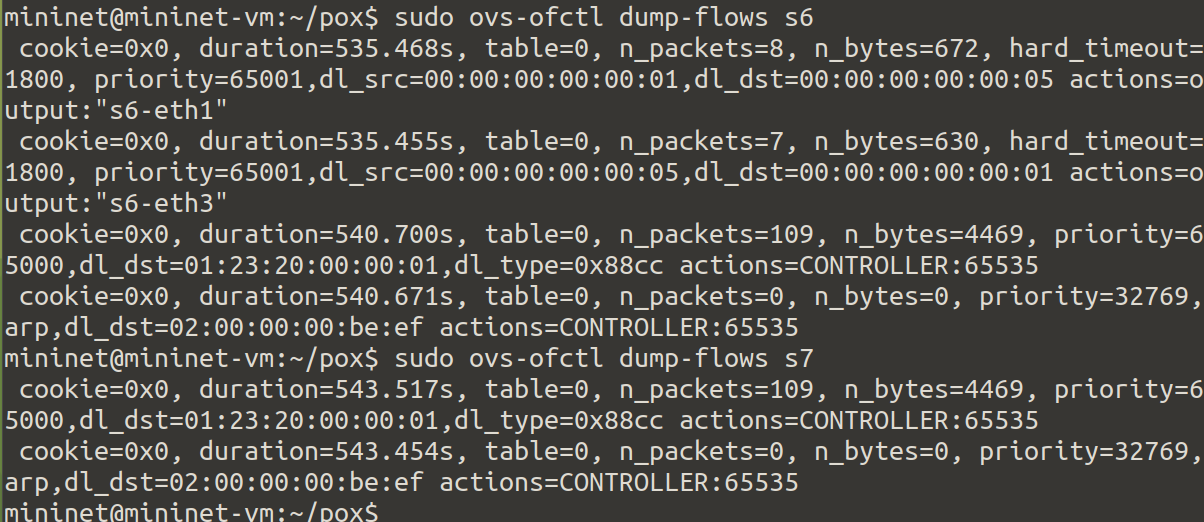 mininet@mininet-vm:~/pox$ sudo ovs-ofctl dump-flows s6
 cookie=0x0, duration=535.468s, table=0, n_packets=8, n_bytes=672, hard_timeout=
1800, priority=65001,dl_src=00:00:00:00:00:01,dl_dst=00:00:00:00:00:05 actions=o
utput:"s6-eth1"
 cookie=0x0, duration=535.455s, table=0, n_packets=7, n_bytes=630, hard_timeout=
1800, priority=65001,dl_src=00:00:00:00:00:05,dl_dst=00:00:00:00:00:01 actions=o
utput:"s6-eth3"
 cookie=0x0, duration=540.700s, table=0, n_packets=109, n_bytes=4469, priority=6
5000,dl_dst=01:23:20:00:00:01,dl_type=0x88cc actions=CONTROLLER:65535
 cookie=0x0, duration=540.671s, table=0, n_packets=0, n_bytes=0, priority=32769,
arp,dl_dst=02:00:00:00:be:ef actions=CONTROLLER:65535
mininet@mininet-vm:~/pox$ sudo ovs-ofctl dump-flows s7
 cookie=0x0, duration=543.517s, table=0, n_packets=109, n_bytes=4469, priority=6
5000,dl_dst=01:23:20:00:00:01,dl_type=0x88cc actions=CONTROLLER:65535
 cookie=0x0, duration=543.454s, table=0, n_packets=0, n_bytes=0, priority=32769,
arp,dl_dst=02:00:00:00:be:ef actions=CONTROLLER:65535
mininet@mininet-vm:~/pox$